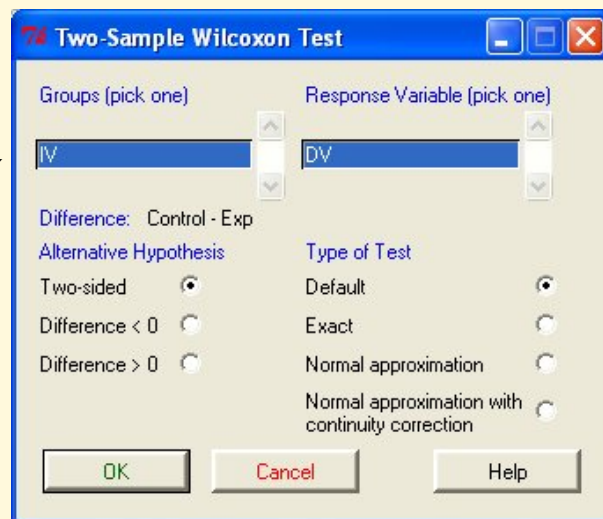 Two-Sample Wilcoxon Test
Groups (pick one)
Response Variable (pick one)
IV
DV
Difference: Control - Exp
Alternative Hypothesis
Type of Test
Two-sided
Default
Difference < 0
Exact
Difference > 0
Normal approximation
Normal approximation with
continuity correction
OK
Cancel
Help